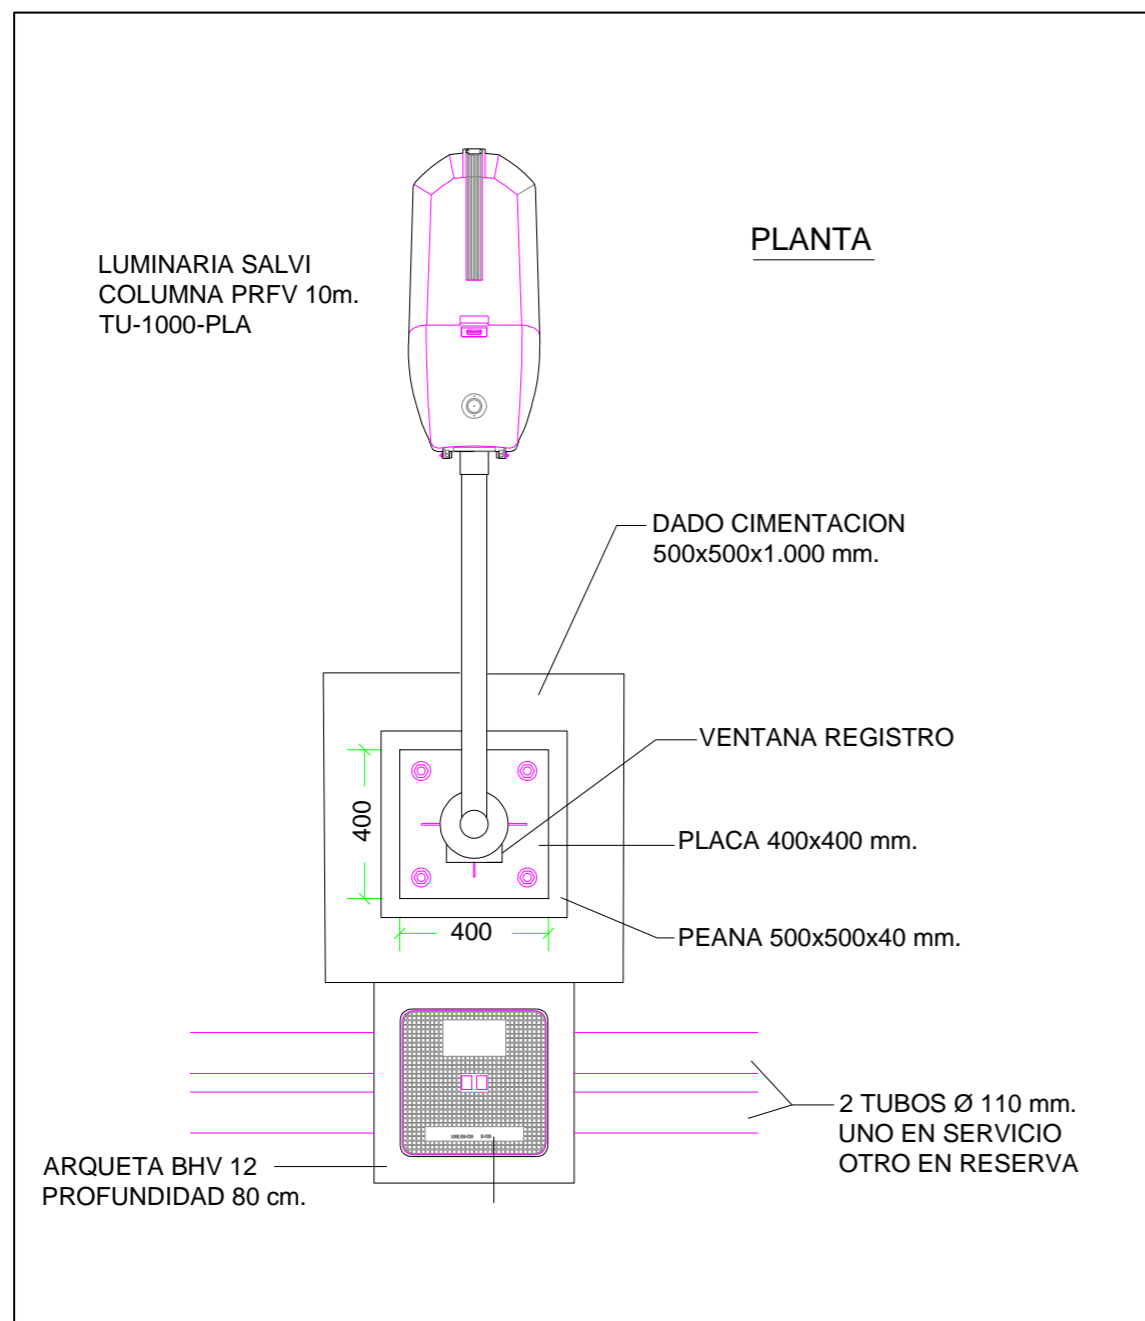 PLANTA
LUMINARIA SALVI
COLUMNA PRFV 10m.
TU-1000-PLA
DADO CIMENTACION
500x500x1.000 mm.
VENTANA REGISTRO
400
PLACA 400x400 mm.
400
PEANA 500x500x40 mm.
2 TUBOS Ø 110 mm.
UNO EN SERVICIO
OTRO EN RESERVA
ARQUETA BHV 12
PROFUNDIDAD 80 cm.